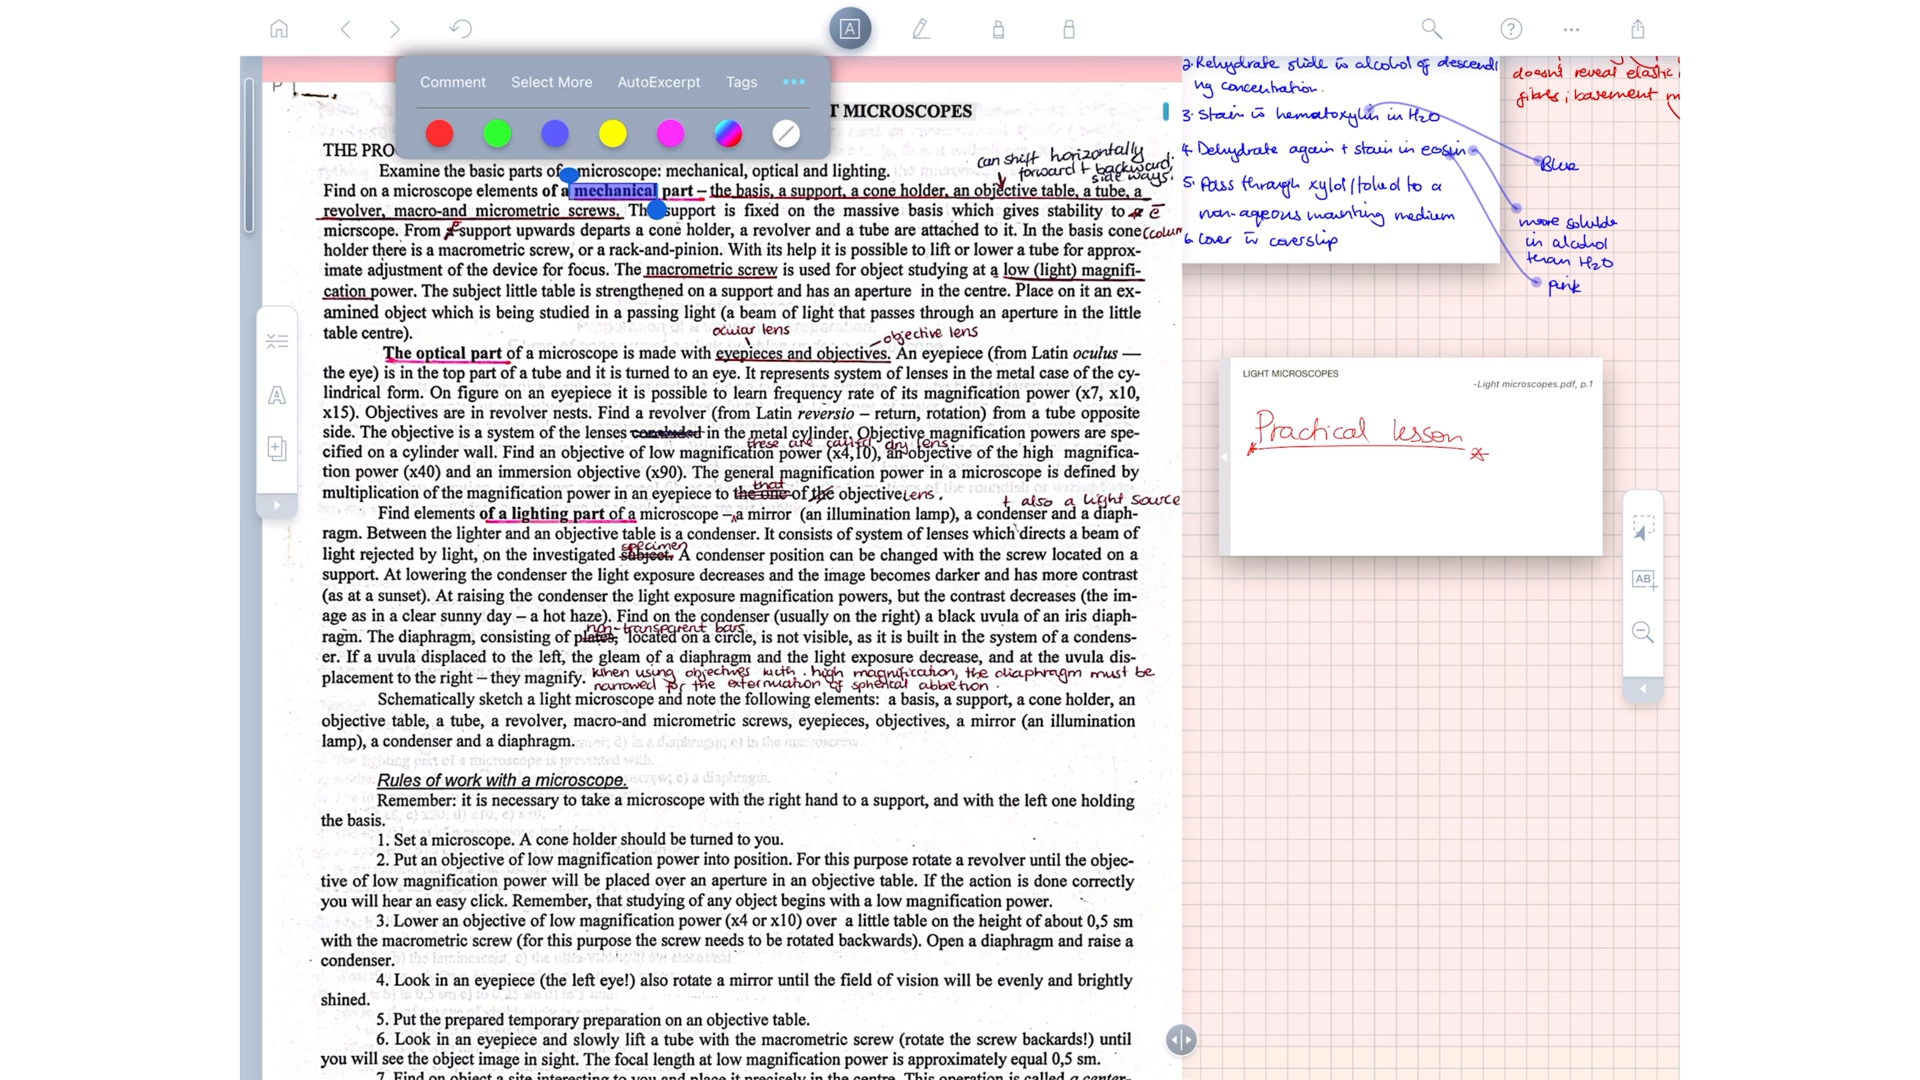 Comment Select More AutoExcerpt Tags
T MICROSCOPES
THE PRO
Examine the basic parts of microscope: mechanical, optical and lighting.
can shift horizontally
forward + backward,
side ways.
Find on a microscope elements of a mechanical part – the basis, a support, a cone holder, an objective table, a tube, a
revolver, macro-and micrometric screws. The support is fixed on the massive basis which gives stability to
micrscope. From support upwards departs a cone holder, a revolver and a tube are attached to it. In the basis cone (colum
holder there is a macrometric screw, or a rack-and-pinion. With its help it is possible to lift or lower a tube for approx-
imate adjustment of the device for focus. The macrometric screw is used for object studying at a low (light) magnifi-
cation power. The subject little table is strengthened on a support and has an aperture in the centre. Place on it an ex-
amined object which is being studied in a passing light (a beam of light that passes through an aperture in the little
table centre).
ocular lens
objective lens
The optical part of a microscope is made with eyepieces and objectives. An eyepiece (from Latin oculus —
the eye) is in the top part of a tube and it is turned to an eye. It represents system of lenses in the metal case of the cy-
lindrical form. On figure on an eyepiece it is possible to learn frequency rate of its magnification power (x7, x10,
x15). Objectives are in revolver nests. Find a revolver (from Latin reversio – return, rotation) from a tube opposite
side. The objective is a system of the lenses concluded in the metal cylinder. Objective magnification powers are spe-
these are called dry lens
cified on a cylinder wall. Find an objective of low magnification power (x4,10), an objective of the high magnifica-
tion power (x40) and an immersion objective (x90). The general magnification power in a microscope is defined by
that
multiplication of the magnification power in an eyepiece to the one of the objective lens.
+ also a light source
Find elements of a lighting part of a microscope – a mirror (an illumination lamp), a condenser and a diaph-
ragm. Between the lighter and an objective table is a condenser. It consists of system of lenses which directs a beam of
specimen
light rejected by light, on the investigated subject. A condenser position can be changed with the screw located on a
support. At lowering the condenser the light exposure decreases and the image becomes darker and has more contrast
(as at a sunset). At raising the condenser the light exposure magnification powers, but the contrast decreases (the im-
age as in a clear sunny day – a hot haze). Find on the condenser (usually on the right) a black uvula of an iris diaph-
non-transparent bars
ragm. The diaphragm, consisting of plates, located on a circle, is not visible, as it is built in the system of a condens-
er. If a uvula displaced to the left, the gleam of a diaphragm and the light exposure decrease, and at the uvula dis-
placement to the right – they magnify. When using objectives with high magnification, the diaphragm must be
narrowed for the extermuation of spherical abbretion.
Schematically sketch a light microscope and note the following elements: a basis, a support, a cone holder, an
objective table, a tube, a revolver, macro-and micrometric screws, eyepieces, objectives, a mirror (an illumination
lamp), a condenser and a diaphragm.
Rules of work with a microscope.
Remember: it is necessary to take a microscope with the right hand to a support, and with the left one holding
the basis.
1. Set a microscope. A cone holder should be turned to you.
2. Put an objective of low magnification power into position. For this purpose rotate a revolver until the objec-
tive of low magnification power will be placed over an aperture in an objective table. If the action is done correctly
you will hear an easy click. Remember, that studying of any object begins with a low magnification power.
3. Lower an objective of low magnification power (x4 or x10) over a little table on the height of about 0,5 sm
with the macrometric screw (for this purpose the screw needs to be rotated backwards). Open a diaphragm and raise a
condenser.
4. Look in an eyepiece (the left eye!) also rotate a mirror until the field of vision will be evenly and brightly
shined.
5. Put the prepared temporary preparation on an objective table.
6. Look in an eyepiece and slowly lift a tube with the macrometric screw (rotate the screw backards!) until
you will see the object image in sight. The focal length at low magnification power is approximately equal 0,5 sm.
7. Find on object a site interesting to you and place it precisely in the centre. This operation is called a center-
2. Rehydrate slide in alcohol of descendi
ng concentration.
3. Stain in hematoxylin in H2O
4. Dehydrate again + stain in eosin
5. Pass through xylol/toluol to a
non-aqeous mounting medium
6. Cover c̄ coverslip
doesn't reveal elastic
fibres, basement m
Blue
more soluble
in alcohol
than H2O
pink
LIGHT MICROSCOPES
-Light microscopes.pdf, p.1
Practical lesson